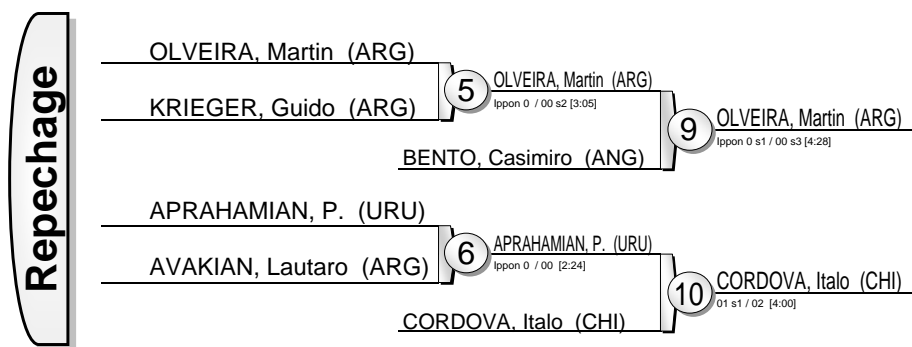 Repechage
OLVEIRA, Martin (ARG)
KRIEGER, Guido (ARG)
5
OLVEIRA, Martin (ARG)
Ippon 0 / 00 s2 [3:05]
BENTO, Casimiro (ANG)
9
OLVEIRA, Martin (ARG)
Ippon 0 s1 / 00 s3 [4:28]
APRAHAMIAN, P. (URU)
AVAKIAN, Lautaro (ARG)
6
APRAHAMIAN, P. (URU)
Ippon 0 / 00 [2:24]
CORDOVA, Italo (CHI)
10
CORDOVA, Italo (CHI)
01 s1 / 02 [4:00]